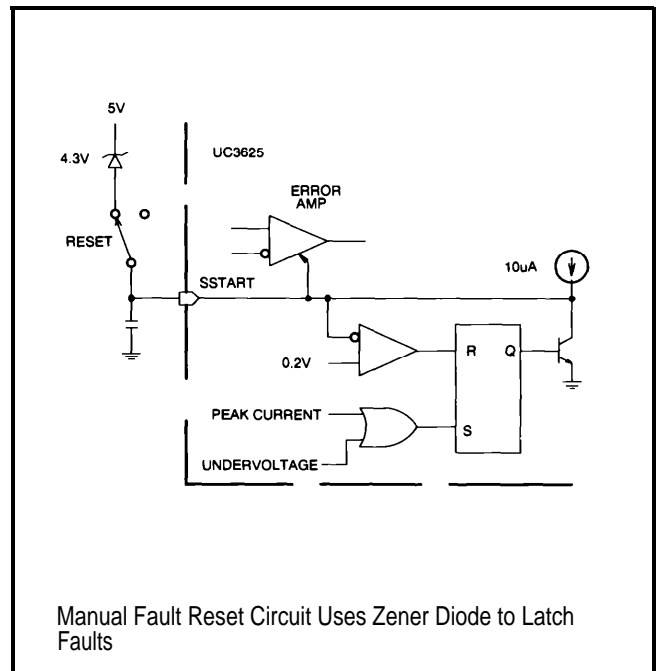 5V
4.3V
UC3625
ERROR
AMP
RESET
10uA
SSTART
0.2V
R
Q
PEAK CURRENT
S
UNDERVOLTAGE
Manual Fault Reset Circuit Uses Zener Diode to Latch
Faults